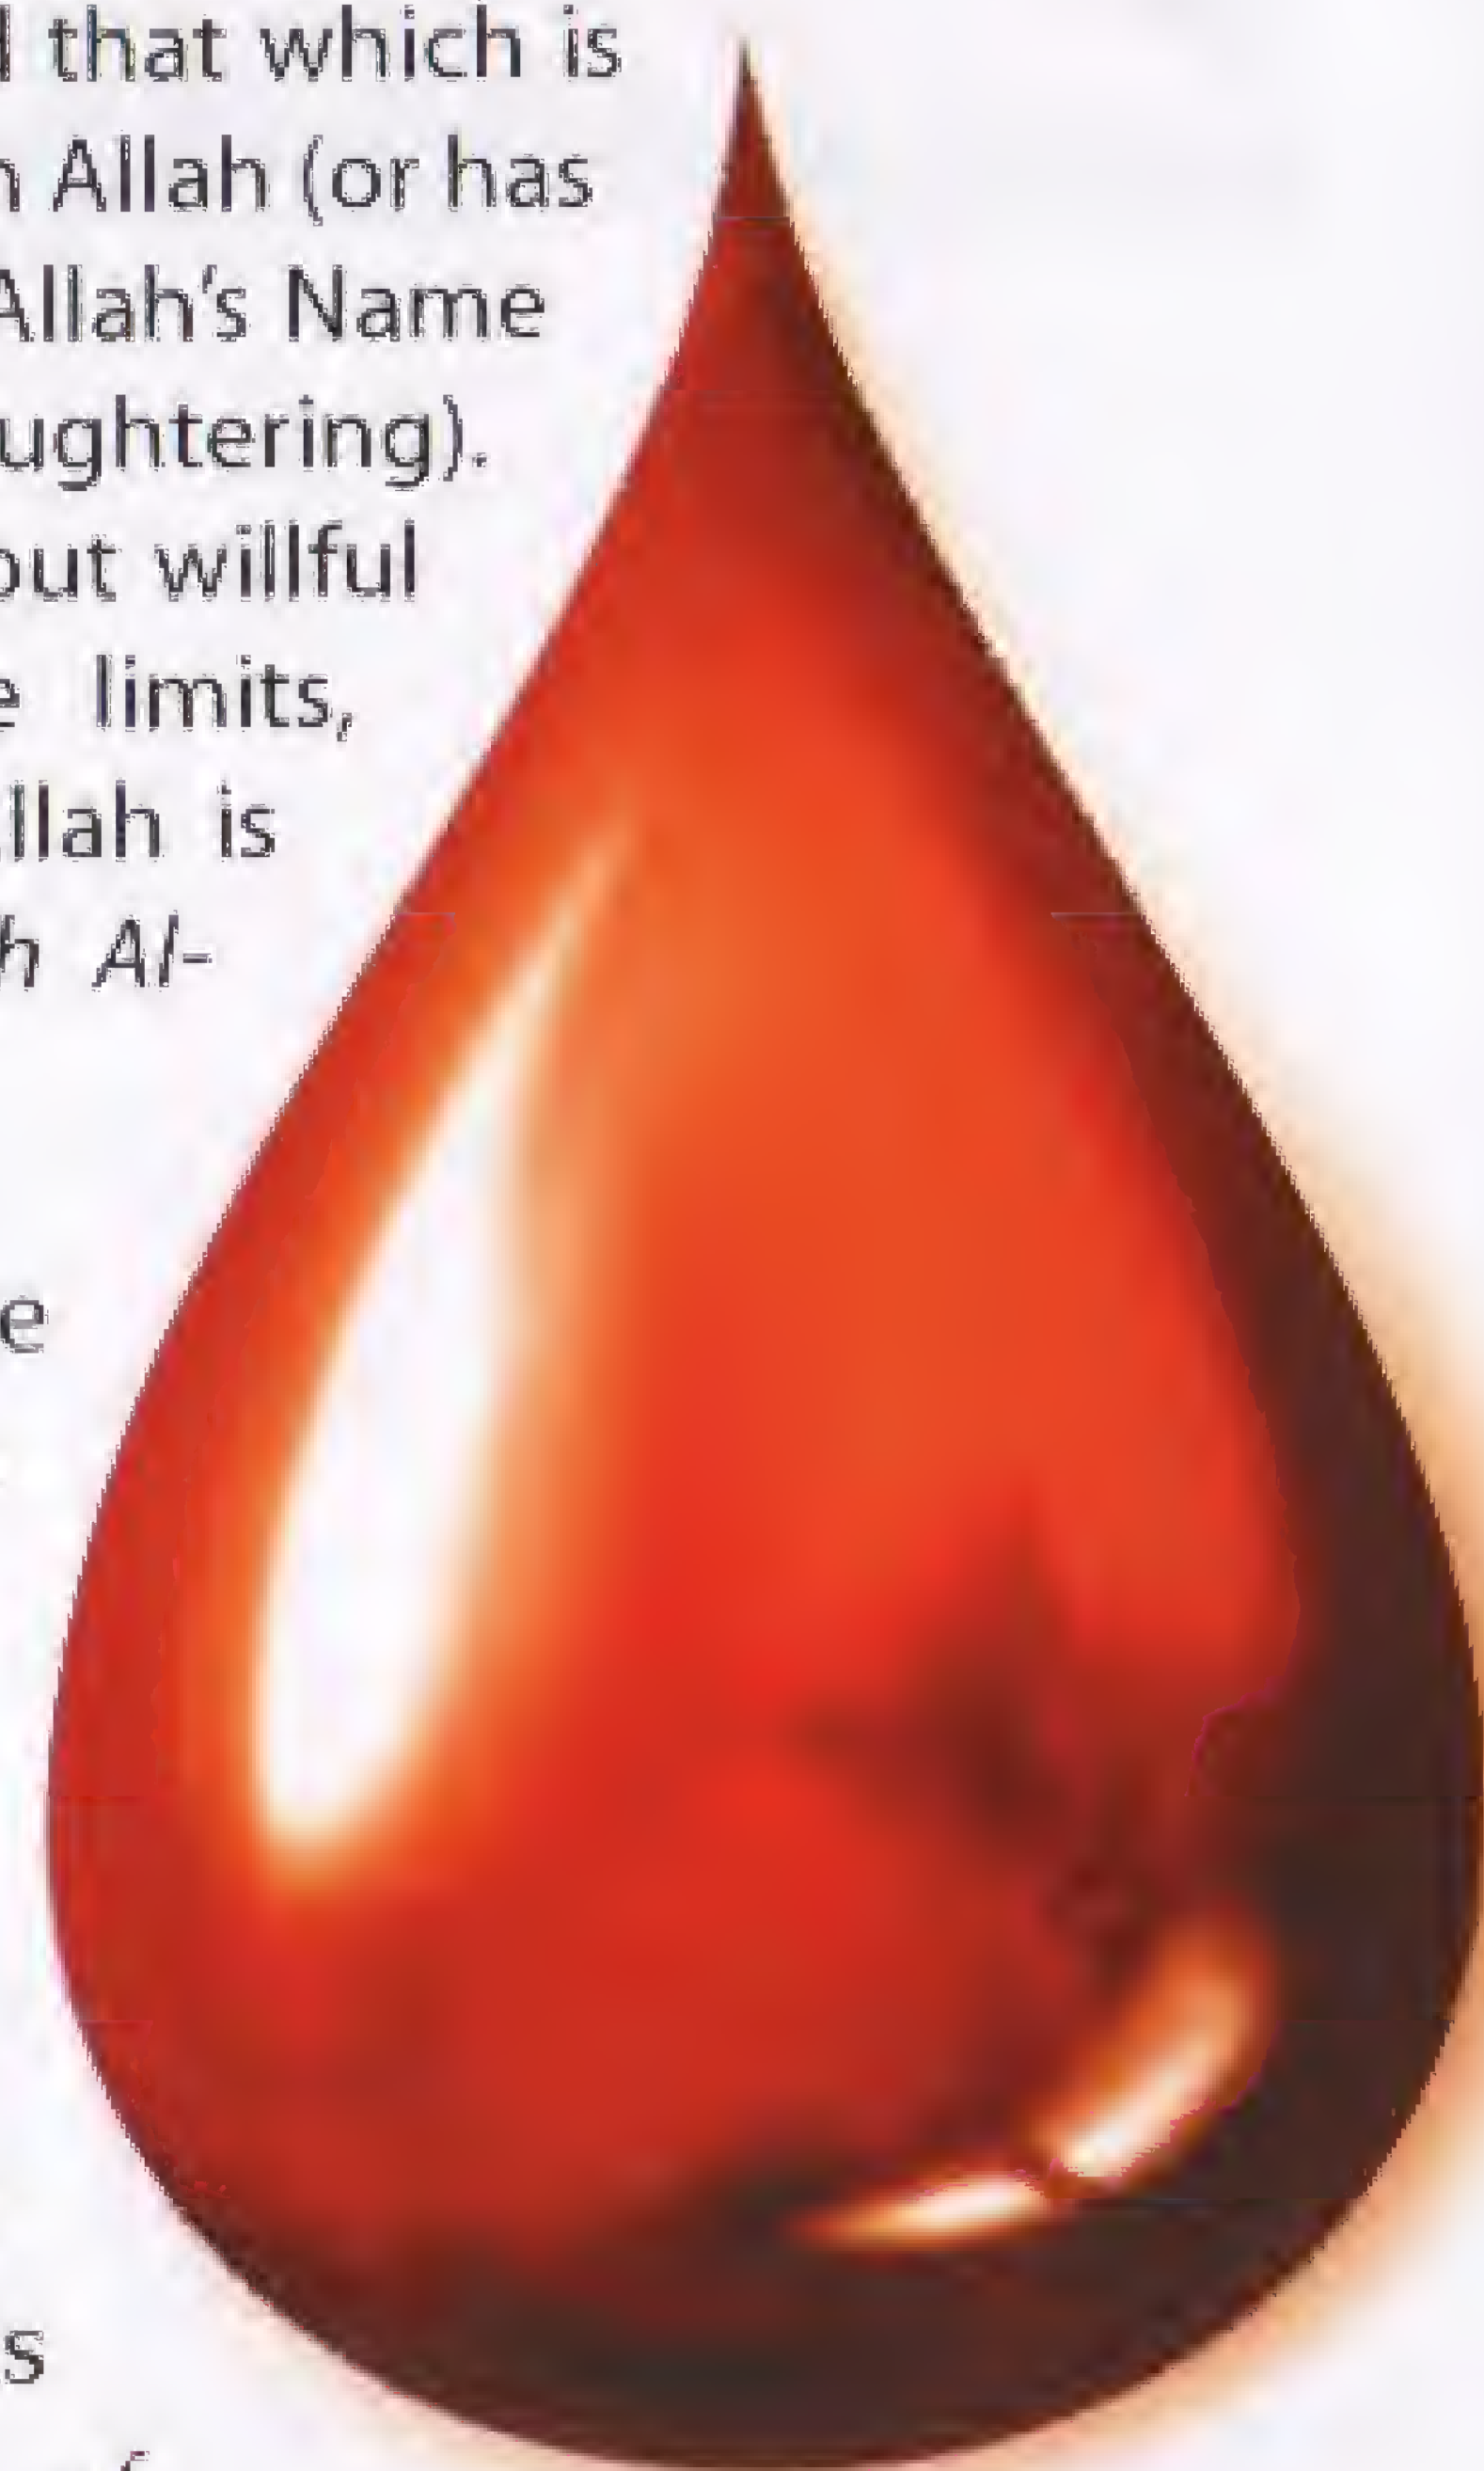 that which is
Allah (or has
Allah's Name
ughtering).
out willful
limits,
llah is
h Al-
e
s